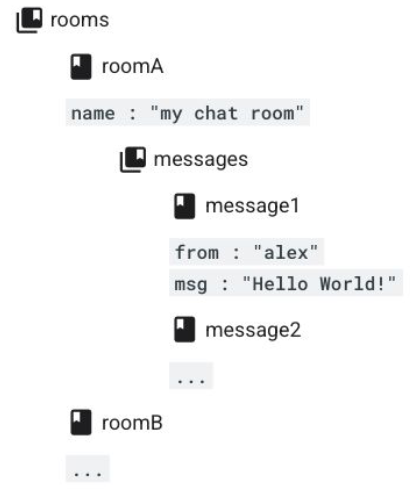 rooms
roomA
name : "my chat room"
messages
message1
from : "alex"
msg : "Hello World!"
message2
...
roomB
...